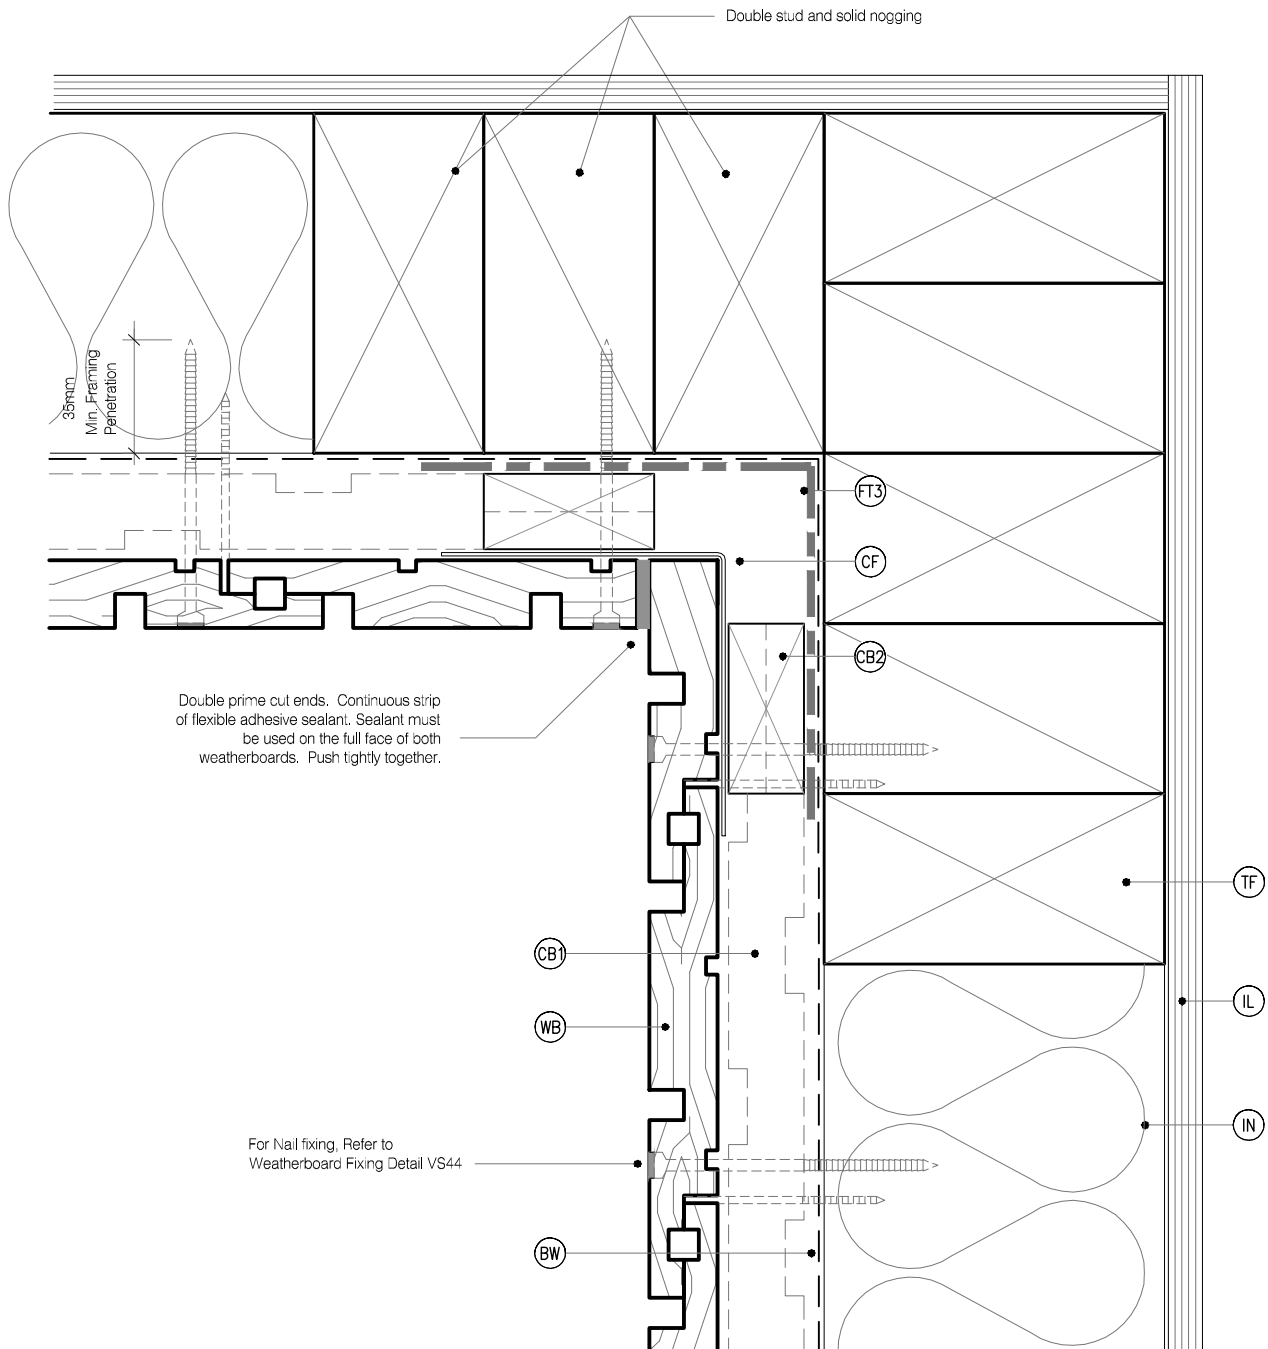 Double stud and solid nogging
35mm
Min. Framing
Penetration
FT3
CF
CB2
Double prime cut ends. Continuous strip
of flexible adhesive sealant. Sealant must
be used on the full face of both
weatherboards. Push tightly together.
TF
CB1
IL
WB
IN
For Nail fixing, Refer to
Weatherboard Fixing Detail VS44
BW